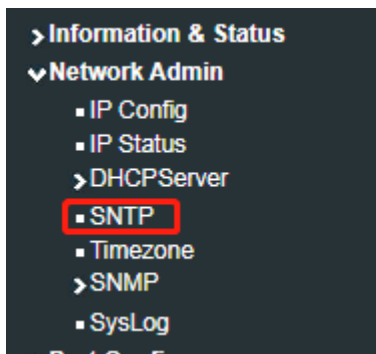 Information & Status
Network Admin
IP Config
IP Status
DHCPServer
SNTP
Timezone
SNMP
SysLog